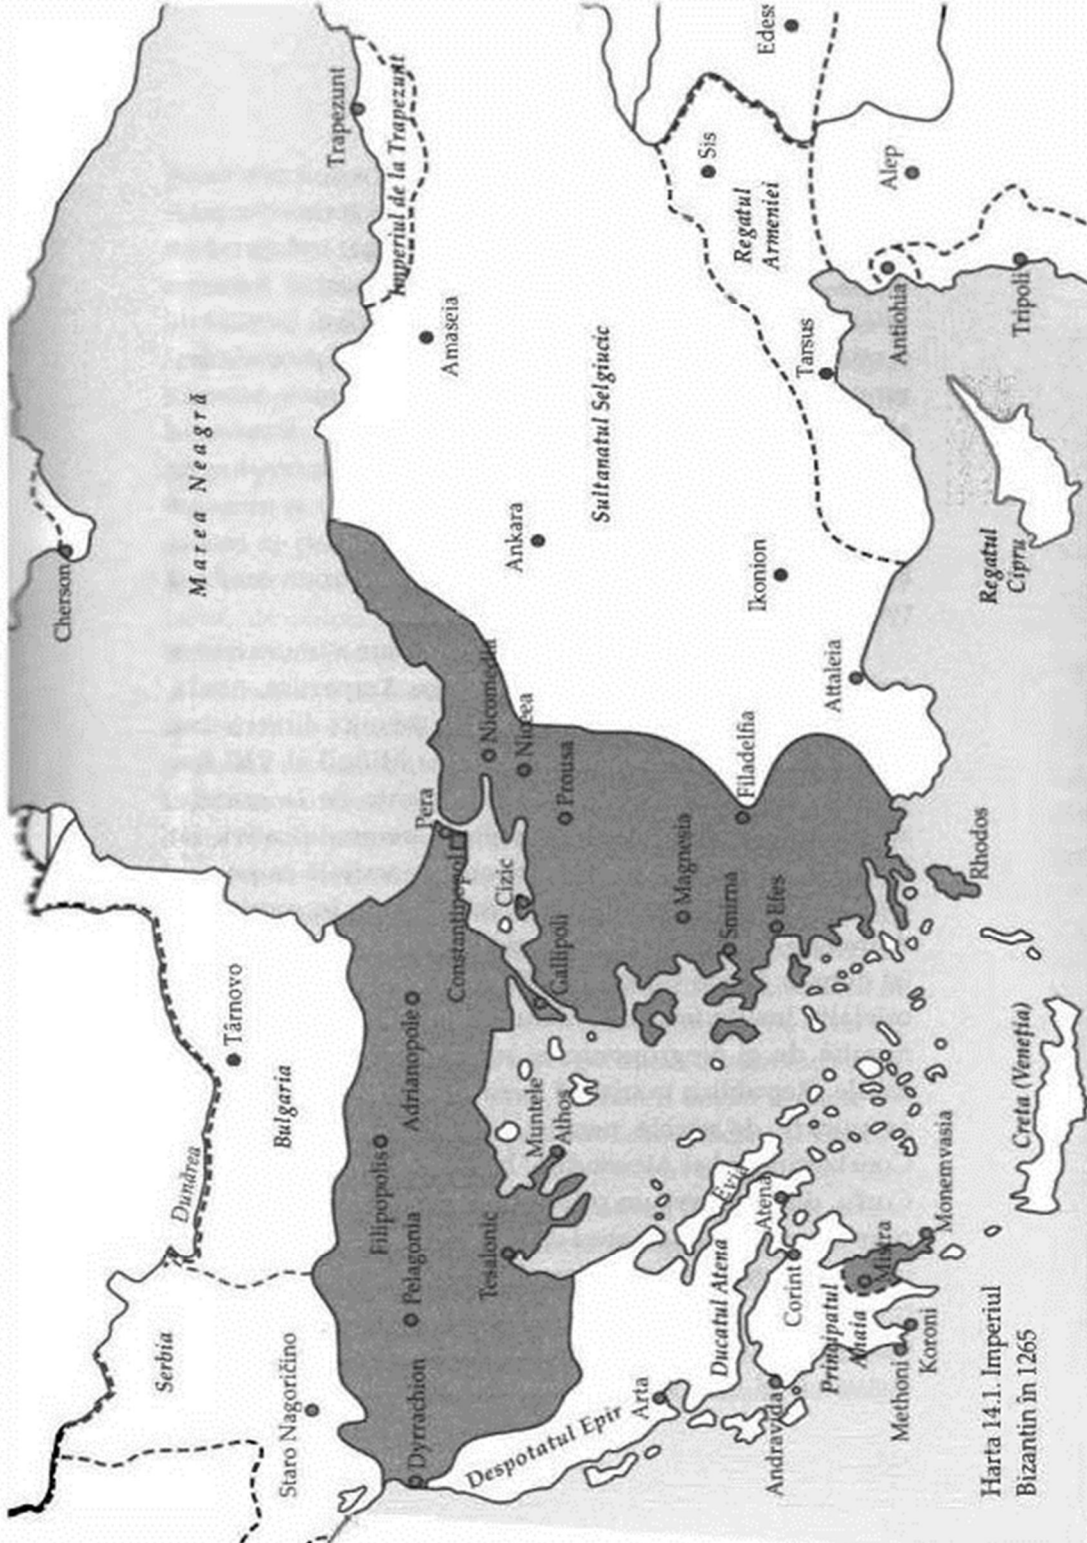 Cherson
Marea Neagră
Trapezunt
Imperiul de la Trapezunt
Amaseia
Sultanatul Selgiucic
Ankara
Ikonion
Attaleia
Edess
Sis
Regatul
Armeniei
Alep
Tarsus
Antiohia
Tripoli
Regatul
Cipru
Dunărea
Târnovo
Bulgaria
Serbia
Staro Nagoričino
Pera
Constantinopol
Nicomedia
Niceea
Prousa
Cizic
Gallipoli
Adrianopole
Filipopolis
Pelagonia
Dyrrachion
Tesalonic
Muntele
Athos
Magnesia
Filadelfia
Smirna
Efes
Rhodos
Despotatul Epir
Arta
Ducatul Atena
Evia
Atena
Corint
Andravida
Principatul
Ahaia
Mistra
Monemvasia
Methoni
Koroni
Creta (Veneția)
Harta 14.1. Imperiul
Bizantin în 1265